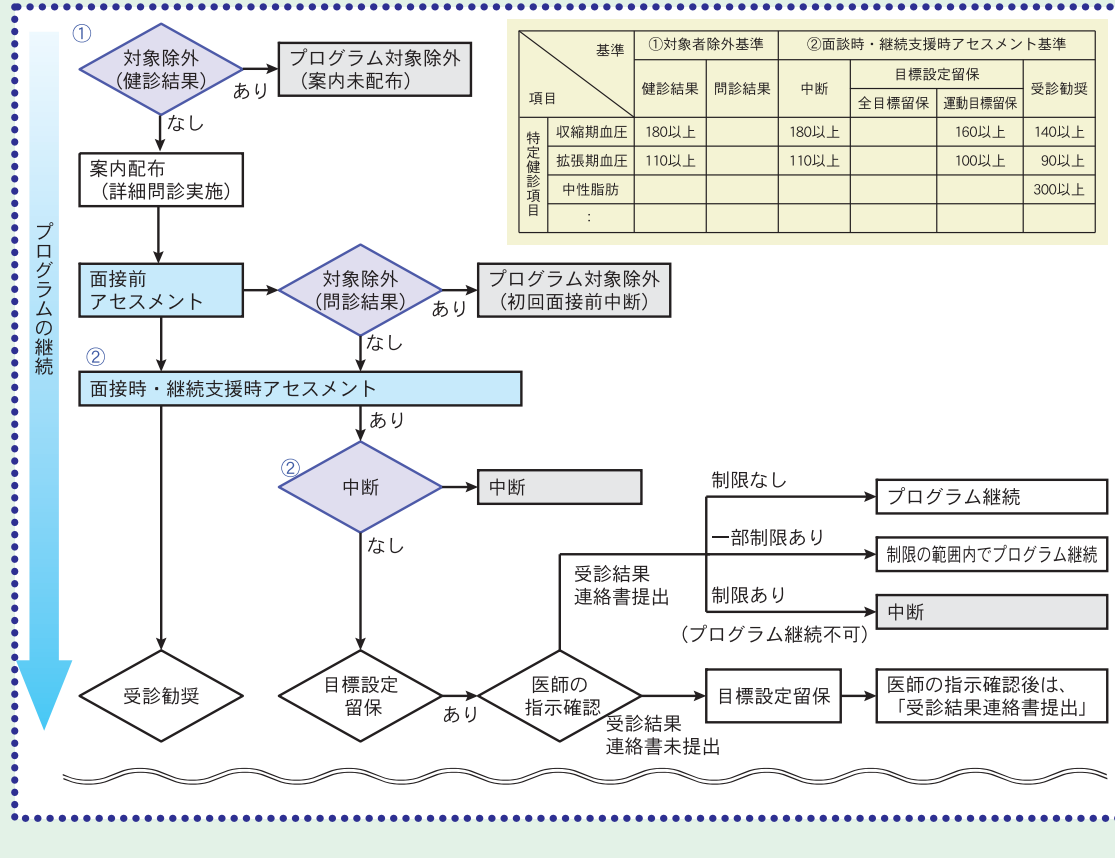 ①
対象除外
（健診結果）
あり
プログラム対象除外
（案内未配布）
なし
案内配布
（詳細問診実施）
基準
項目
①対象者除外基準
②面談時・継続支援時アセスメント基準
健診結果
問診結果
中断
目標設定留保
受診勧奨
全目標留保
運動目標留保
特定健診項目
収縮期血圧 180以上 180以上 160以上 140以上
拡張期血圧 110以上 110以上 100以上 90以上
中性脂肪 300以上
：
プログラムの継続
面接前
アセスメント
対象除外
（問診結果）
あり
プログラム対象除外
（初回面接前中断）
なし
②
面接時・継続支援時アセスメント
あり
②
中断
中断
なし
制限なし
プログラム継続
一部制限あり
制限の範囲内でプログラム継続
受診結果
連絡書提出
制限あり
中断
（プログラム継続不可）
受診勧奨
目標設定
留保
あり
医師の
指示確認
受診結果
連絡書未提出
目標設定留保
医師の指示確認後は、
「受診結果連絡書提出」